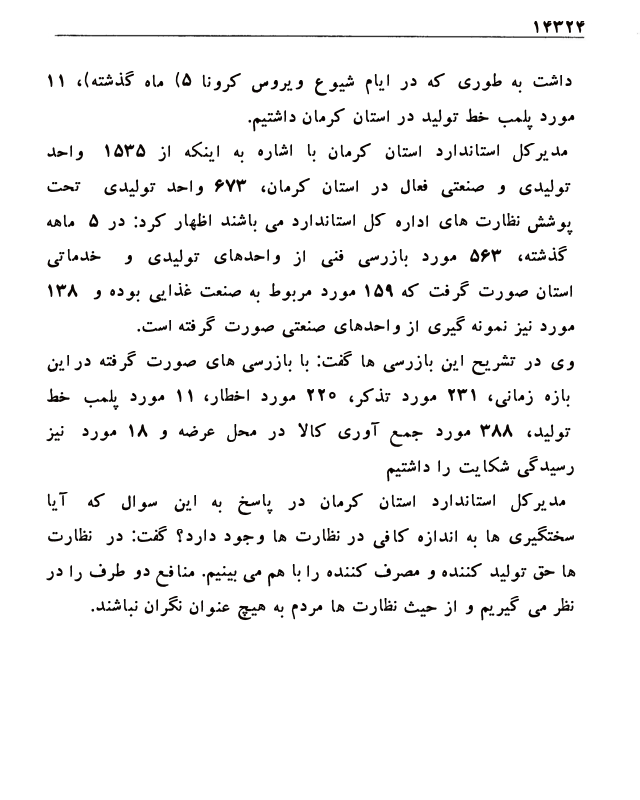 ۱۴۳۲۴
داشت به طوری که در ایام شیوع ویروس کرونا ۵) ماه گذشته)، ۱۱
مورد پلمب خط تولید در استان کرمان داشتیم.
مدیرکل استاندارد استان کرمان با اشاره به اینکه از ۱۵۳۵ واحد
تولیدی و صنعتی فعال در استان کرمان، ۶۷۳ واحد تولیدی تحت
پوشش نظارت های اداره کل استاندارد می باشند اظهار کرد: در ۵ ماهه
گذشته، ۵۶۳ مورد بازرسی فنی از واحدهای تولیدی و خدماتی
استان صورت گرفت که ۱۵۹ مورد مربوط به صنعت غذایی بوده و ۱۳۸
مورد نیز نمونه گیری از واحدهای صنعتی صورت گرفته است.
وی در تشریح این بازرسی ها گفت: با بازرسی های صورت گرفته در این
بازه زمانی، ۲۳۱ مورد تذکر، ۲۲۰ مورد اخطار، ۱۱ مورد پلمب خط
تولید، ۳۸۸ مورد جمع آوری کالا در محل عرضه و ۱۸ مورد نیز
رسیدگی شکایت را داشتیم
مدیرکل استاندارد استان کرمان در پاسخ به این سوال که آیا
سختگیری ها به اندازه کافی در نظارت ها وجود دارد؟ گفت: در نظارت
ها حق تولید کننده و مصرف کننده را با هم می بینیم. منافع دو طرف را در
نظر می گیریم و از حیث نظارت ها مردم به هیچ عنوان نگران نباشند.